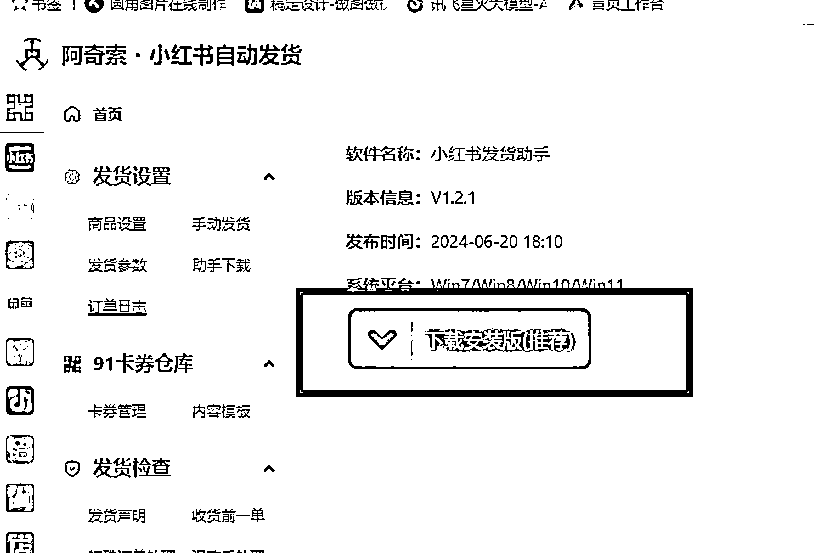 书签
圆角图片在线制作
稿定设计-做图做视
讯飞星火大模型-A
首页工作台
阿奇索·小红书自动发货
首页
发货设置
商品设置 手动发货
发货参数 助手下载
订单日志
91卡券仓库
卡券管理 内容模板
发货检查
发货声明 收货前一单
软件名称: 小红书发货助手
版本信息: V1.2.1
发布时间: 2024-06-20 18:10
系统平台: Win7/Win8/Win10/Win11
下载安装版(推荐)